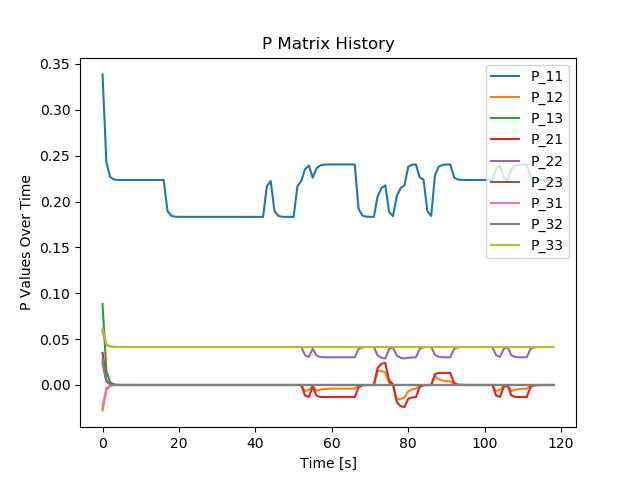 P Matrix History
P Values Over Time
0.35
0.30
0.25
0.20
0.15
0.10
0.05
0.00
P_11
P_12
P_13
P_21
P_22
P_23
P_31
P_32
P_33
0
20
40
60
80
100
120
Time [s]